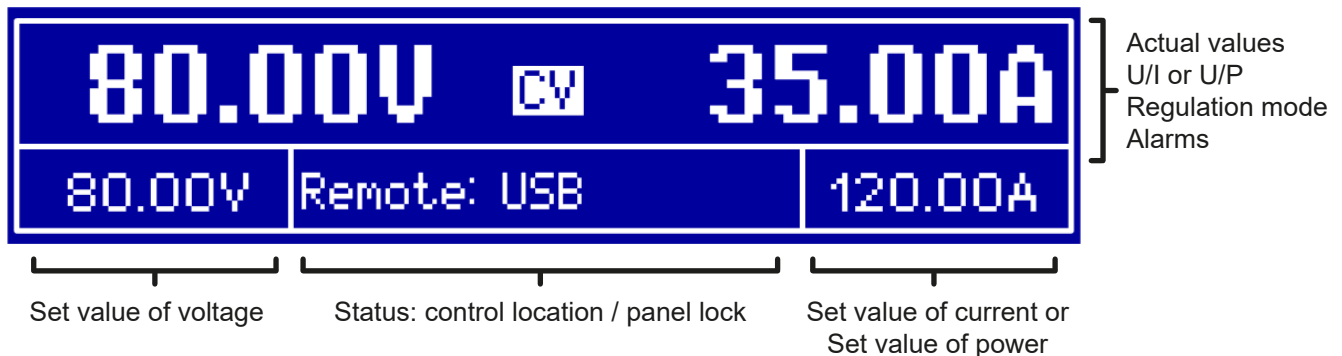 80.00V CV 35.00A
80.00V Remote: USB 120.00A
Actual values
U/I or U/P
Regulation mode
Alarms
Set value of voltage
Status: control location / panel lock
Set value of current or
Set value of power